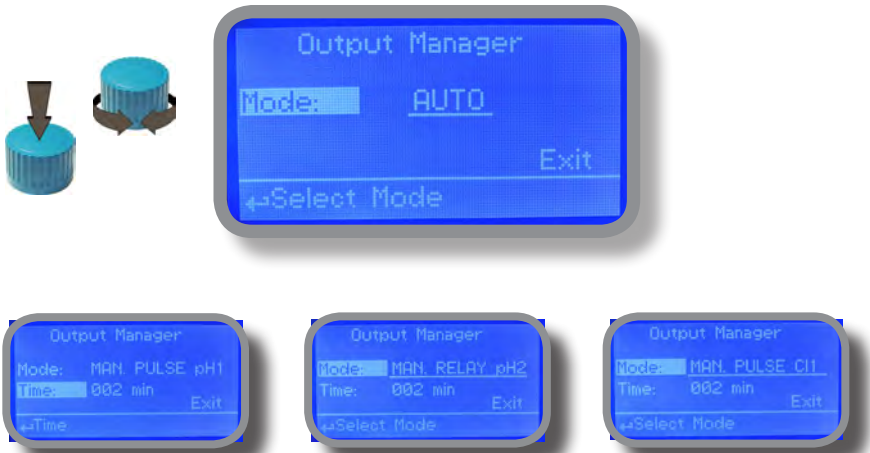 Output Manager
Mode: AUTO
Exit
↵Select Mode
Output Manager
Mode: MAN. PULSE pH1
Time: 002 min
Exit
↵Time
Output Manager
Mode: MAN. RELAY pH2
Time: 002 min
Exit
↵Select Mode
Output Manager
Mode: MAN. PULSE Cl1
Time: 002 min
Exit
↵Select Mode